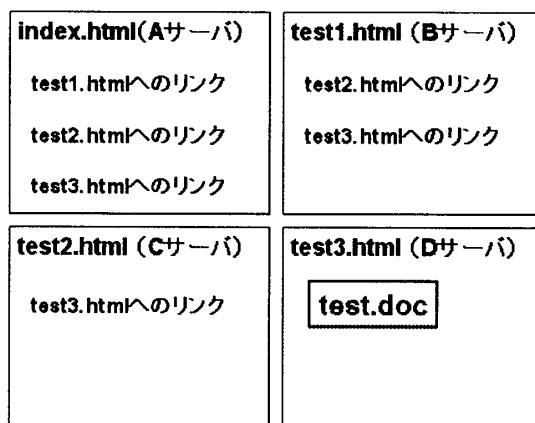 index.html(Aサーバ)
test1.htmlへのリンク
test2.htmlへのリンク
test3.htmlへのリンク
test1.html (Bサーバ)
test2.htmlへのリンク
test3.htmlへのリンク
test2.html (Cサーバ)
test3.htmlへのリンク
test3.html (Dサーバ)
test.doc